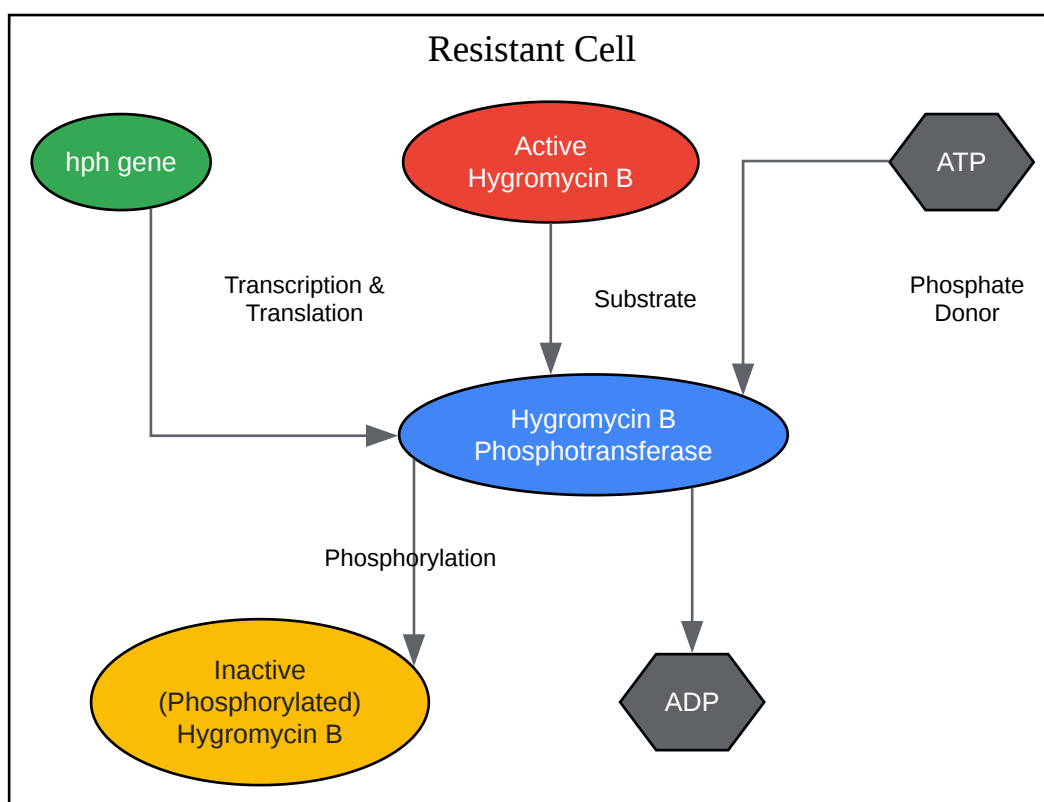 Resistant Cell
hph gene
Active
Hygromycin B
ATP
Transcription &
Translation
Substrate
Phosphate
Donor
Hygromycin B
Phosphotransferase
Phosphorylation
Inactive
(Phosphorylated)
Hygromycin B
ADP